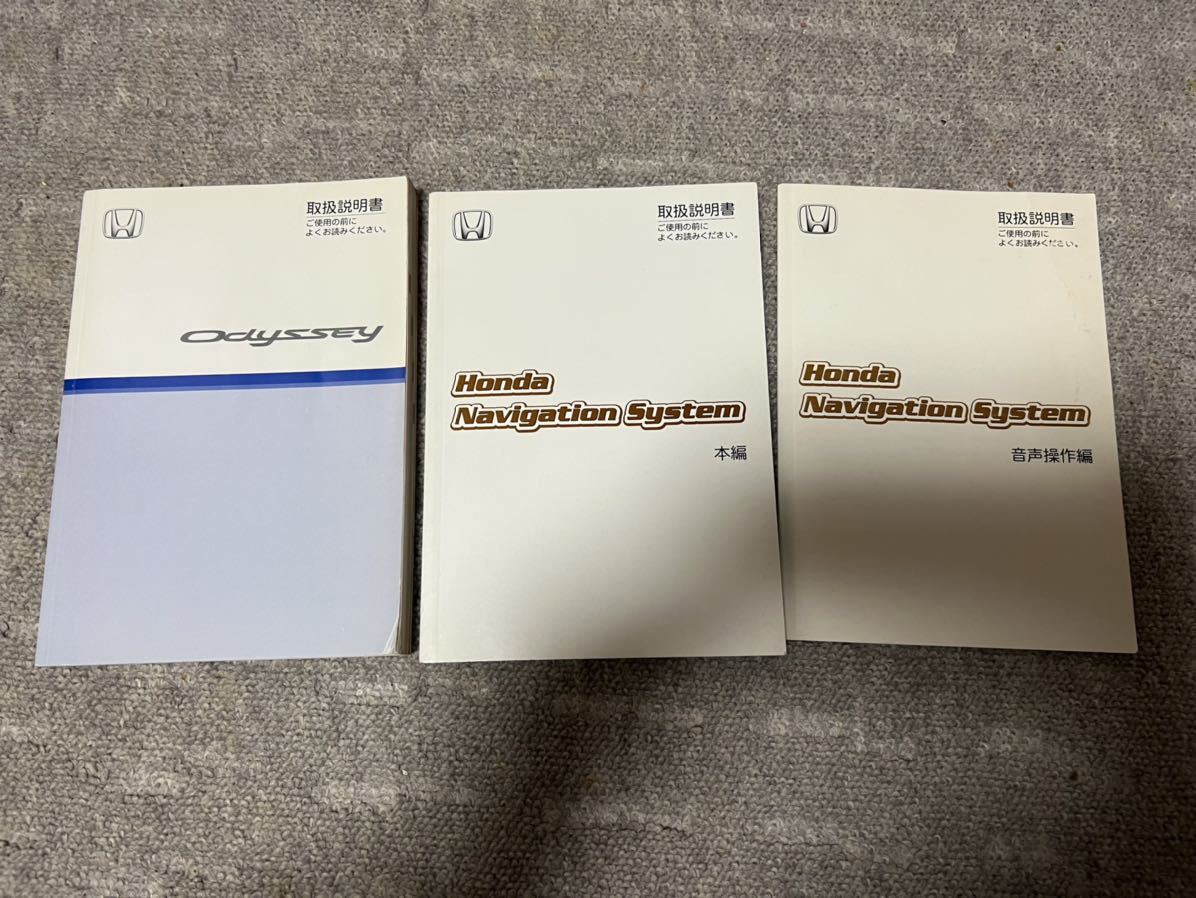 取扱説明書
ご使用の前に
よくお読みください。
Odyssey
取扱説明書
ご使用の前に
よくお読みください。
Honda
Navigation System
本編
取扱説明書
ご使用の前に
よくお読みください。
Honda
Navigation System
音声操作編